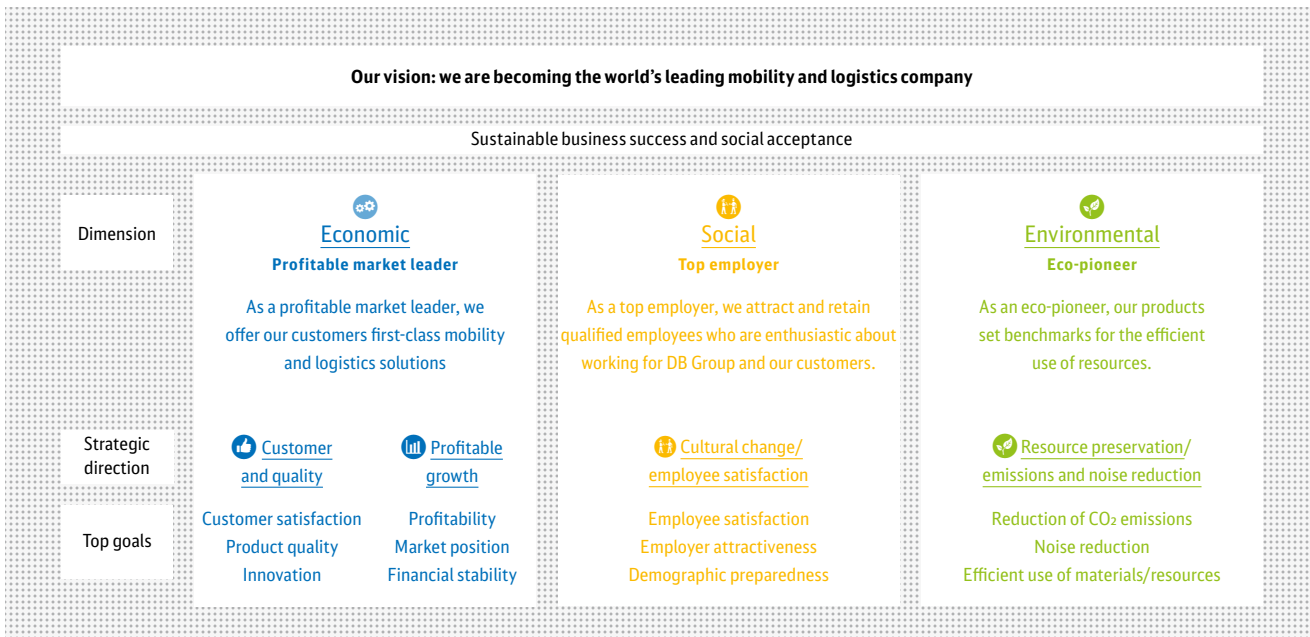 Our vision: we are becoming the world's leading mobility and logistics company
Sustainable business success and social acceptance
Dimension
Economic
Profitable market leader
As a profitable market leader, we
offer our customers first-class mobility
and logistics solutions
Social
Top employer
As a top employer, we attract and retain
qualified employees who are enthusiastic about
working for DB Group and our customers.
Environmental
Eco-pioneer
As an eco-pioneer, our products
set benchmarks for the efficient
use of resources.
Strategic
direction
Customer
and quality
Profitable
growth
Cultural change/
employee satisfaction
Resource preservation/
emissions and noise reduction
Top goals
Customer satisfaction
Product quality
Innovation
Profitability
Market position
Financial stability
Employee satisfaction
Employer attractiveness
Demographic preparedness
Reduction of CO₂ emissions
Noise reduction
Efficient use of materials/resources